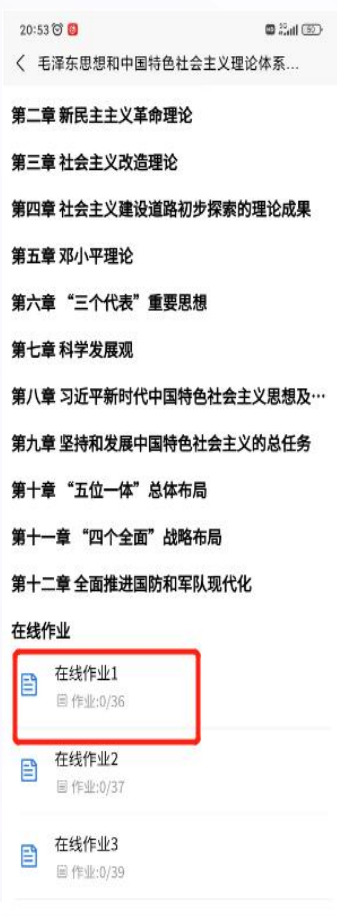 20:53
5G
50
毛泽东思想和中国特色社会主义理论体系...
第二章 新民主主义革命理论
第三章 社会主义改造理论
第四章 社会主义建设道路初步探索的理论成果
第五章 邓小平理论
第六章 “三个代表”重要思想
第七章 科学发展观
第八章 习近平新时代中国特色社会主义思想及…
第九章 坚持和发展中国特色社会主义的总任务
第十章 “五位一体”总体布局
第十一章 “四个全面”战略布局
第十二章 全面推进国防和军队现代化
在线作业
在线作业1
作业:0/36
在线作业2
作业:0/37
在线作业3
作业:0/39